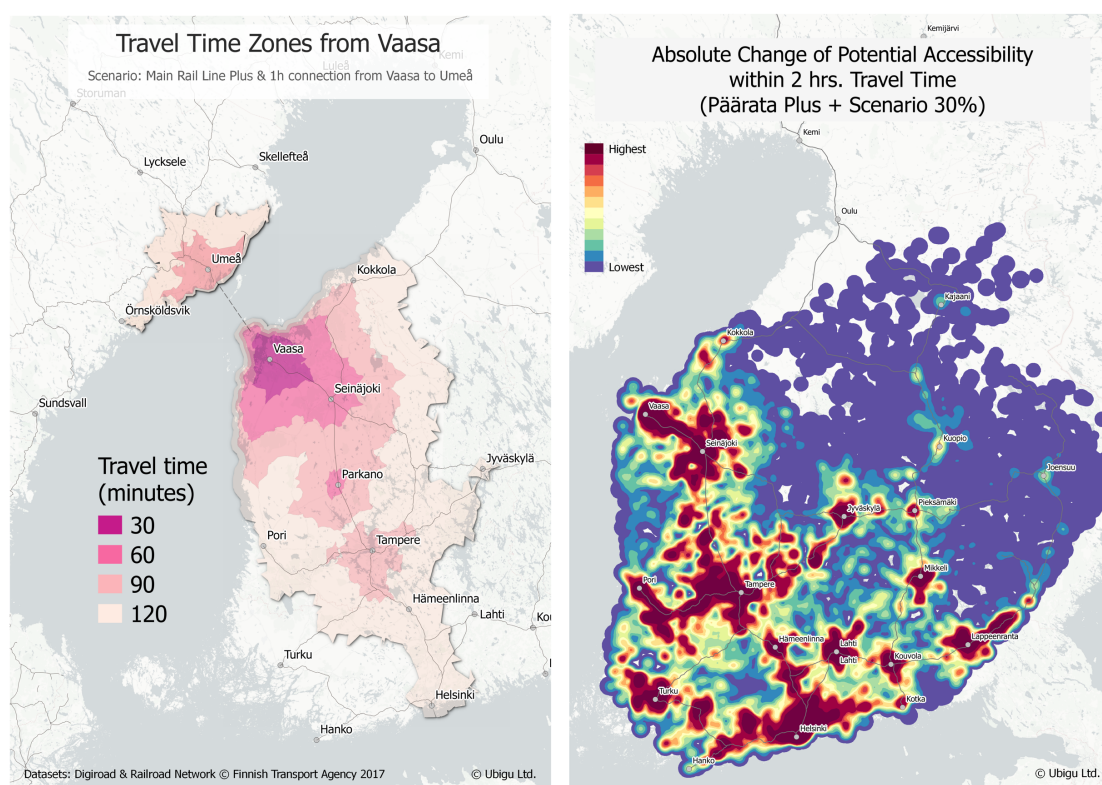 Travel Time Zones from Vaasa
Scenario: Main Rail Line Plus & 1h connection from Vaasa to Umeå
Kemi
Luleå
Storuman
Oulu
Skellefteå
Lycksele
Umeå
Kokkola
Örnsköldsvik
Vaasa
Seinäjoki
Sundsvall
Travel time
(minutes)
30
60
90
120
Jyväskylä
Parkano
Pori
Tampere
Hämeenlinna
Lahti
Kou
Turku
Helsinki
Hanko
Datasets: Digiroad & Railroad Network © Finnish Transport Agency 2017
© Ubigu Ltd.
Kemijärvi
Absolute Change of Potential Accessibility
within 2 hrs. Travel Time
(Päärata Plus + Scenario 30%)
Kemi
Highest
Lowest
Oulu
Kajaani
Kokkola
Vaasa
Seinäjoki
Kuopio
Joensuu
Jyväskylä
Pieksämäki
Mikkeli
Pori
Tampere
Hämeenlinna
Lahti
Lahti
Lappeenranta
Kouvola
Turku
Kotka
Helsinki
Hanko
© Ubigu Ltd.